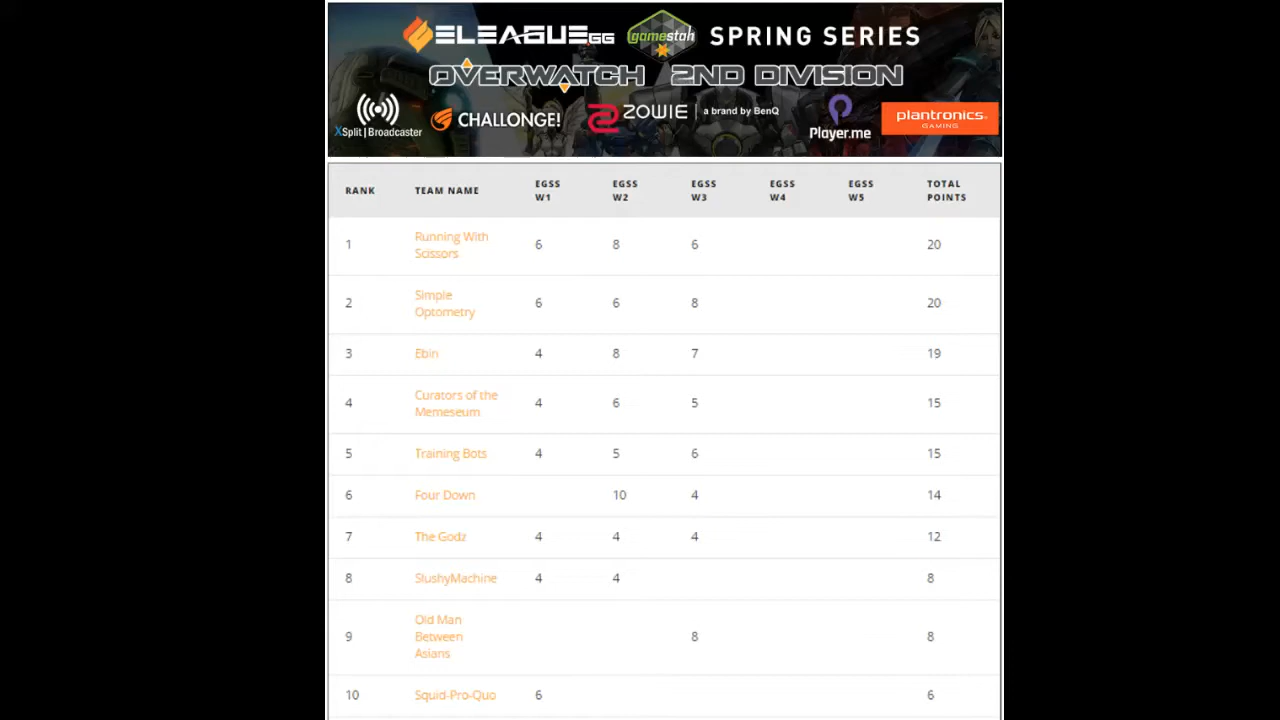 ELEAGUE.GG gamestah SPRING SERIES
OVERWATCH 2ND DIVISION
XSplit | Broadcaster CHALLONGE! ZOWIE | a brand by BenQ Player.me plantronics GAMING
RANK TEAM NAME EGSS W1 EGSS W2 EGSS W3 EGSS W4 EGSS W5 TOTAL POINTS
1 Running With Scissors 6 8 6 20
2 Simple Optometry 6 6 8 20
3 Ebin 4 8 7 19
4 Curators of the Memeseum 4 6 5 15
5 Training Bots 4 5 6 15
6 Four Down 10 4 14
7 The Godz 4 4 4 12
8 SlushyMachine 4 4 8
9 Old Man Between Asians 8 8
10 Squid-Pro-Quo 6 6